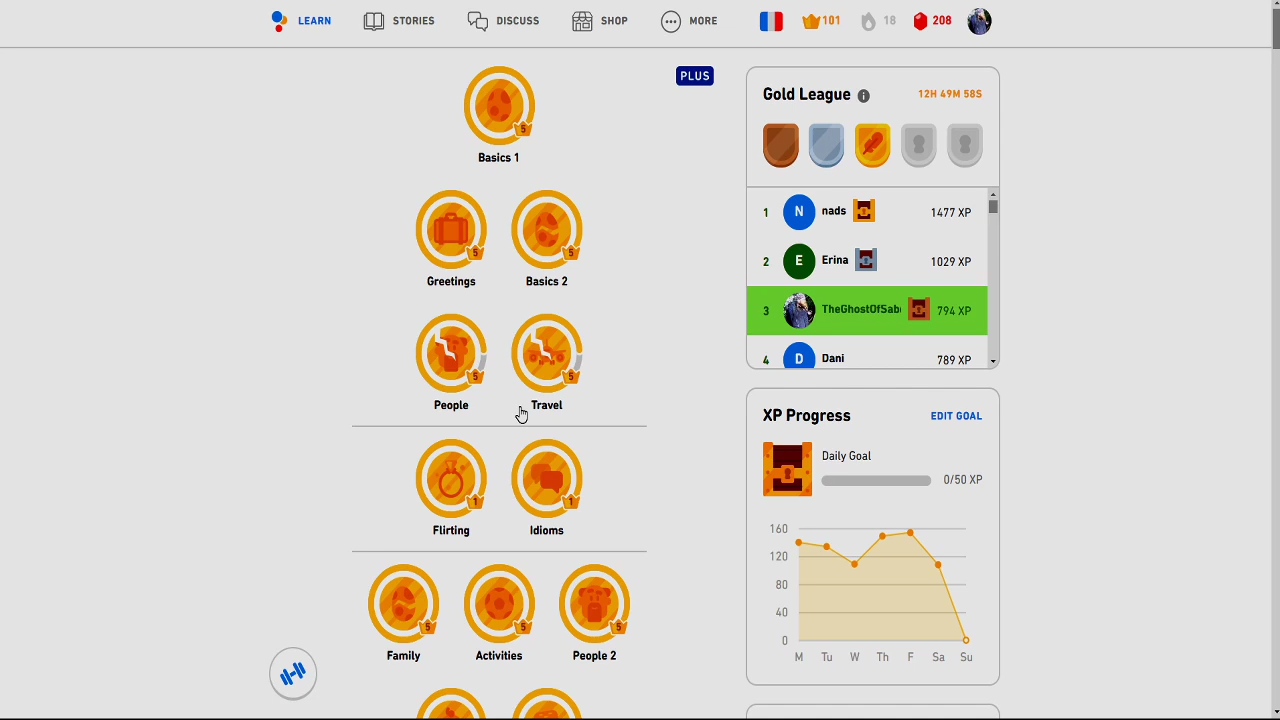 LEARN
STORIES
DISCUSS
SHOP
MORE
101
18
208
PLUS
5
Basics 1
5
Greetings
5
Basics 2
5
People
5
Travel
1
Flirting
1
Idioms
5
Family
5
Activities
5
People 2
Gold League
12H 49M 58S
1 N nads 1477 XP
2 E Erina 1029 XP
3 TheGhostOfSab 794 XP
4 D Dani 789 XP
XP Progress
EDIT GOAL
Daily Goal
0/50 XP
160
120
80
40
0
M Tu W Th F Sa Su